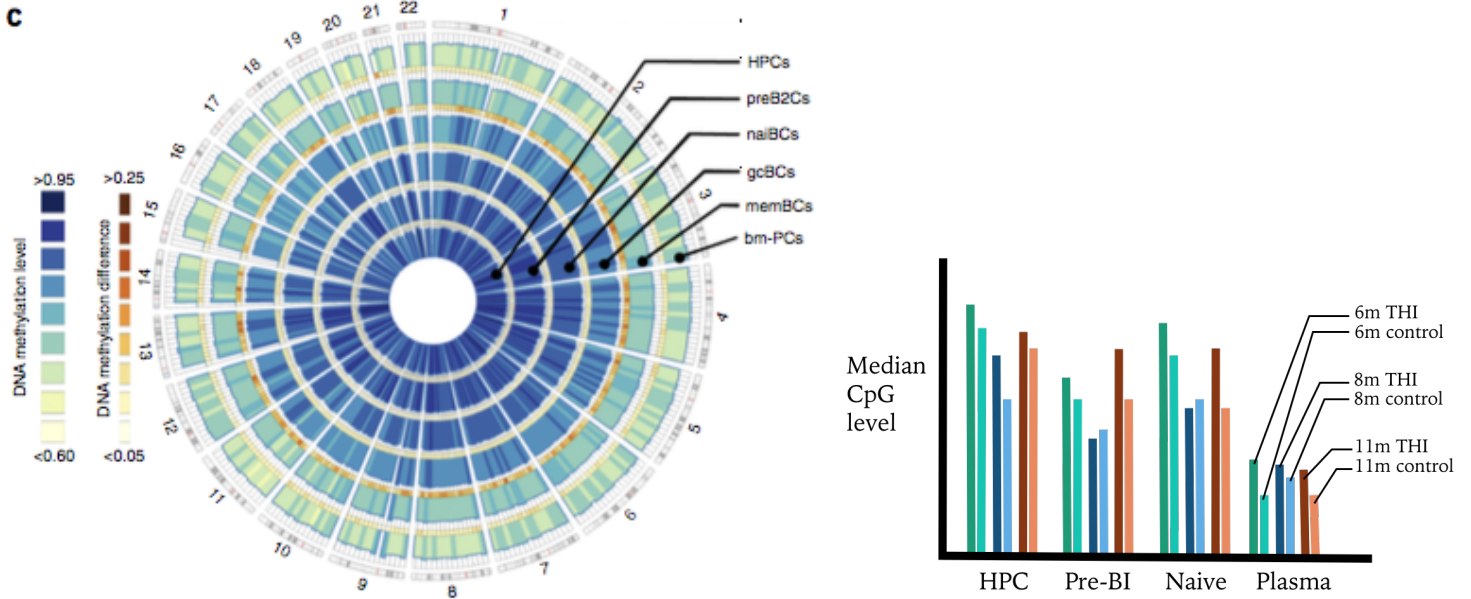 c
1
2
3
4
5
6
7
8
9
10
11
12
13
14
15
16
17
18
19
20
21
22
HPCs
preB2Cs
naiBCs
gcBCs
memBCs
bm-PCs
DNA methylation level
>0.95
<0.60
DNA methylation difference
>0.25
<0.05
Median
CpG
level
6m THI
6m control
8m THI
8m control
11m THI
11m control
HPC Pre-BI Naive Plasma